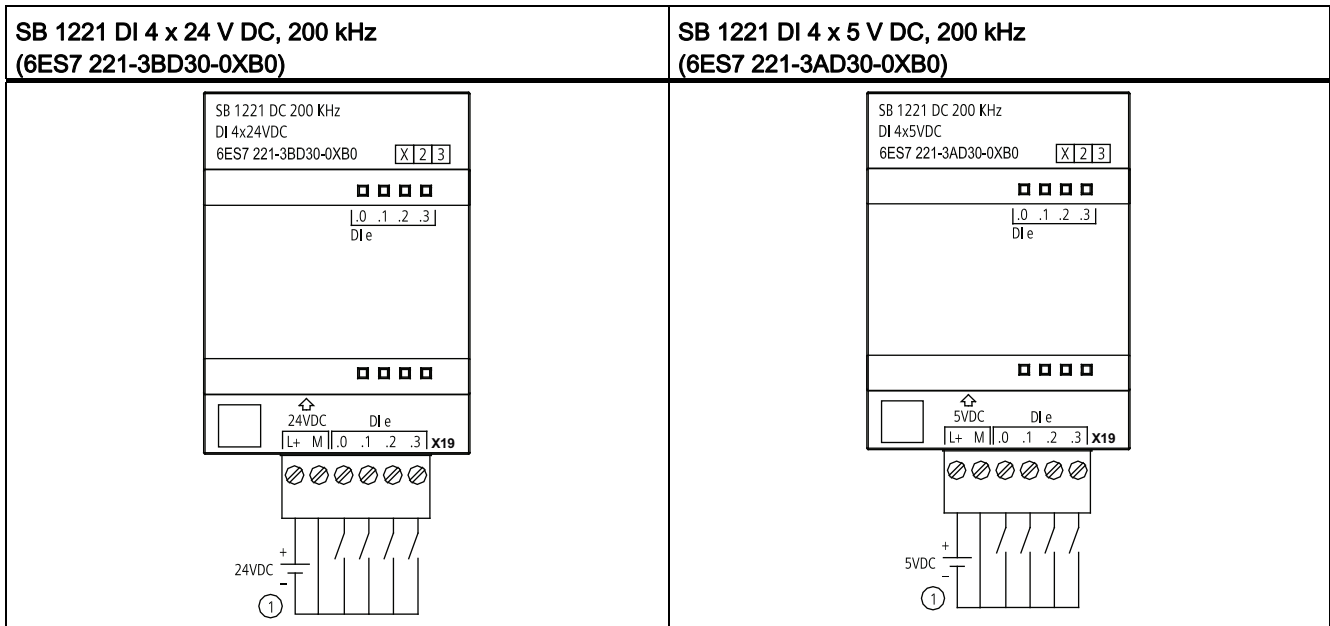 SB 1221 DI 4 x 24 V DC, 200 kHz
(6ES7 221-3BD30-0XB0)
SB 1221 DI 4 x 5 V DC, 200 kHz
(6ES7 221-3AD30-0XB0)
SB 1221 DC 200 KHz
DI 4x24VDC
6ES7 221-3BD30-0XB0 X 2 3
.0 .1 .2 .3
DI e
24VDC DI e
L+ M .0 .1 .2 .3 X19
+
24VDC
−
1
SB 1221 DC 200 KHz
DI 4x5VDC
6ES7 221-3AD30-0XB0 X 2 3
.0 .1 .2 .3
DI e
5VDC DI e
L+ M .0 .1 .2 .3 X19
+
5VDC
−
1